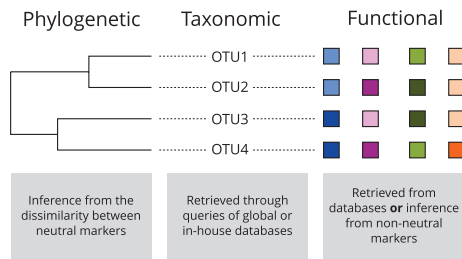 Phylogenetic Taxonomic Functional
OTU1
OTU2
OTU3
OTU4
Inference from the
dissimilarity between
neutral markers
Retrieved through
queries of global or
in-house databases
Retrieved from
databases or inference
from non-neutral
markers